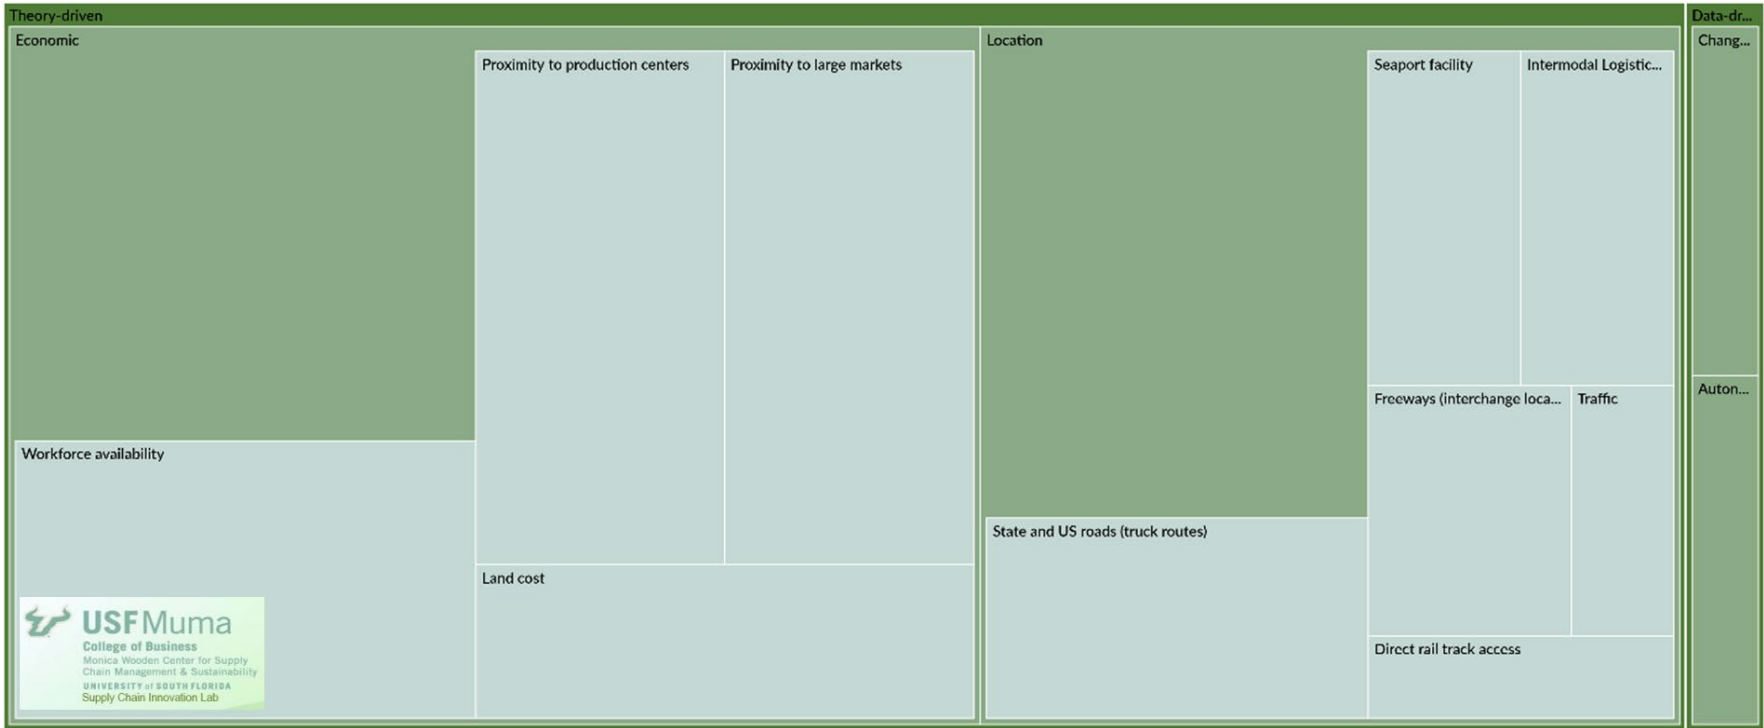 Theory-driven
Data-dr...
Economic
Location
Chang...
Proximity to production centers
Proximity to large markets
Seaport facility
Intermodal Logistic...
Auton...
Freeways (interchange loca...
Traffic
Workforce availability
State and US roads (truck routes)
Land cost
Direct rail track access
USF Muma
College of Business
Monica Wooden Center for Supply
Chain Management & Sustainability
UNIVERSITY of SOUTH FLORIDA
Supply Chain Innovation Lab